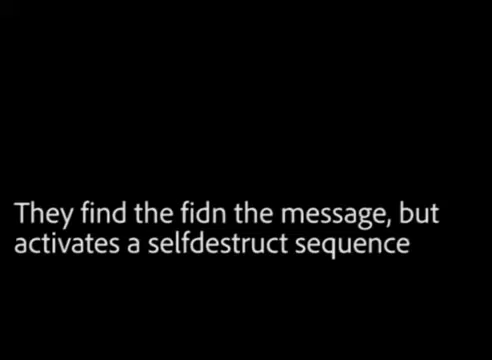 They find the fidn the message, but
activates a selfdestruct sequence